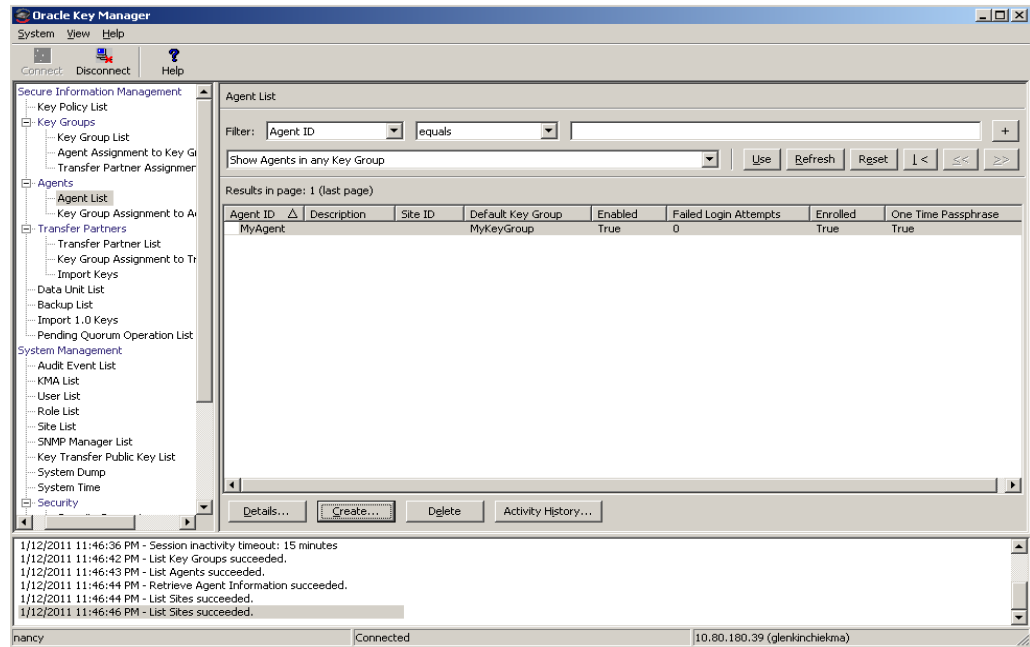 Oracle Key Manager
System View Help
Connect Disconnect Help
Secure Information Management
Key Policy List
Key Groups
Key Group List
Agent Assignment to Key G
Transfer Partner Assignmen
Agents
Agent List
Key Group Assignment to A
Transfer Partners
Transfer Partner List
Key Group Assignment to Tr
Import Keys
Data Unit List
Backup List
Import 1.0 Keys
Pending Quorum Operation List
System Management
Audit Event List
KMA List
User List
Role List
Site List
SNMP Manager List
Key Transfer Public Key List
System Dump
System Time
Security
Agent List
Filter: Agent ID equals +
Show Agents in any Key Group Use Refresh Reset |< << >>
Results in page: 1 (last page)
Agent ID Description Site ID Default Key Group Enabled Failed Login Attempts Enrolled One Time Passphrase
MyAgent MyKeyGroup True 0 True True
Details... Create... Delete Activity History...
1/12/2011 11:46:36 PM - Session inactivity timeout: 15 minutes
1/12/2011 11:46:42 PM - List Key Groups succeeded.
1/12/2011 11:46:43 PM - List Agents succeeded.
1/12/2011 11:46:44 PM - Retrieve Agent Information succeeded.
1/12/2011 11:46:44 PM - List Sites succeeded.
1/12/2011 11:46:46 PM - List Sites succeeded.
nancy Connected 10.80.180.39 (glenkinchiekma)